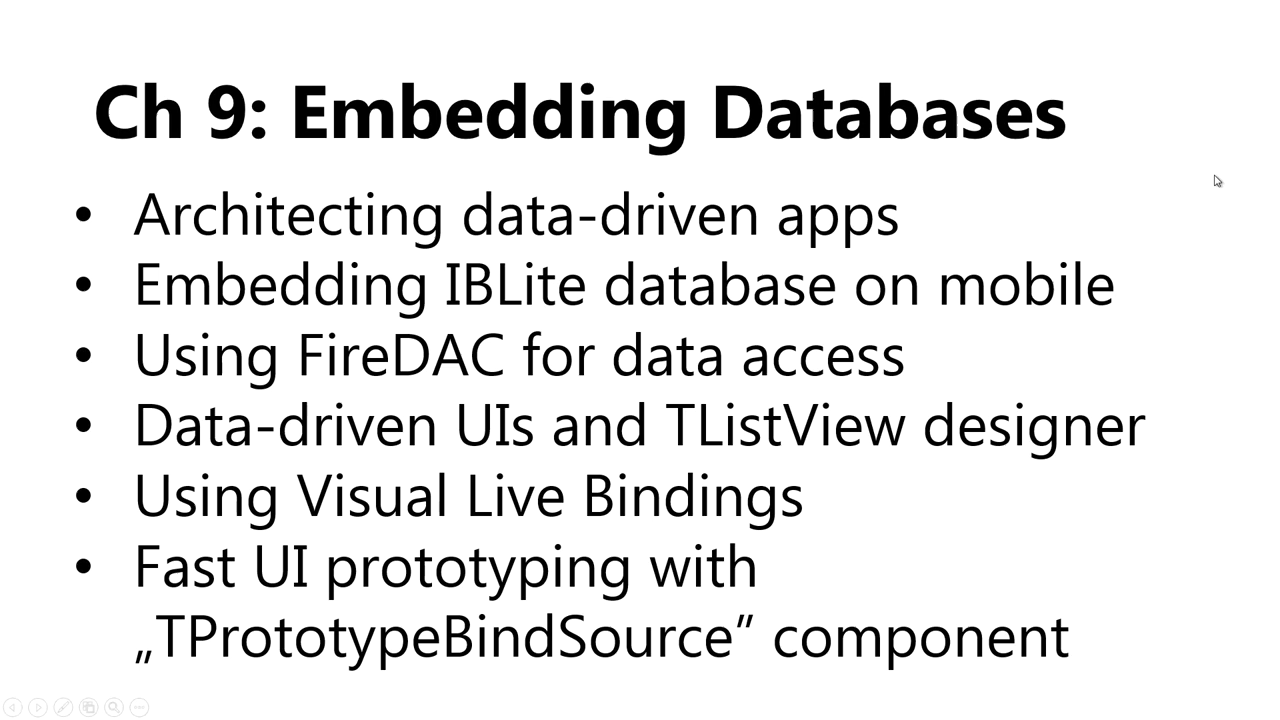 Ch 9: Embedding Databases
• Architecting data-driven apps
• Embedding IBLite database on mobile
• Using FireDAC for data access
• Data-driven UIs and TListView designer
• Using Visual Live Bindings
• Fast UI prototyping with
„TPrototypeBindSource” component